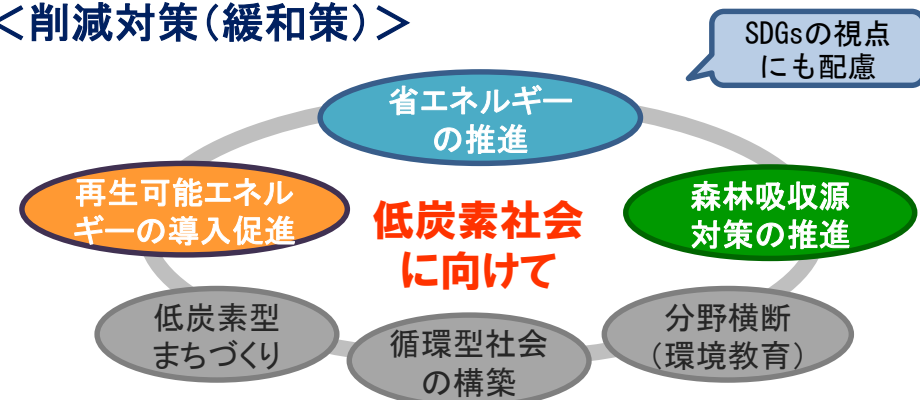 ＜削減対策（緩和策）＞
SDGsの視点
にも配慮
省エネルギー
の推進
再生可能エネル
ギーの導入促進
低炭素社会
に向けて
森林吸収源
対策の推進
低炭素型
まちづくり
循環型社会
の構築
分野横断
（環境教育）